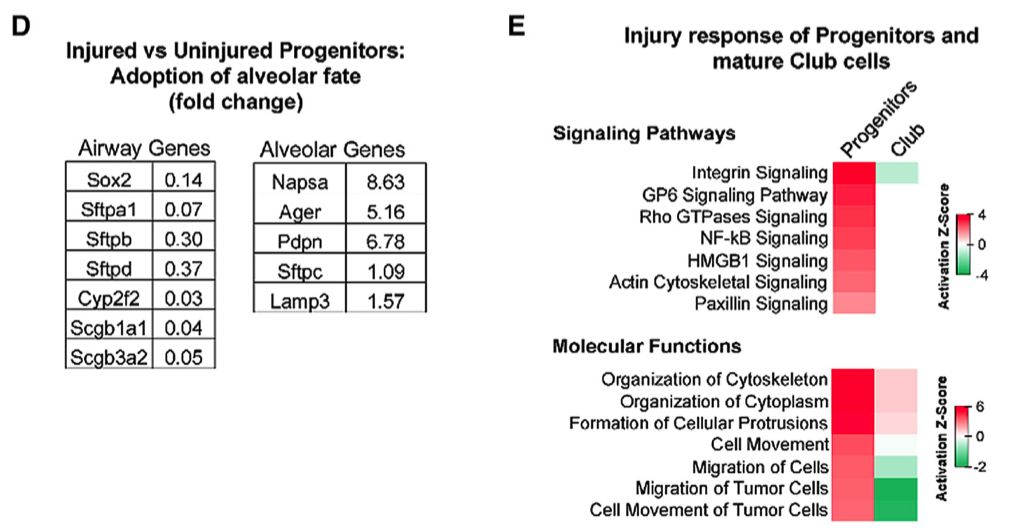 D
Injured vs Uninjured Progenitors:
Adoption of alveolar fate
(fold change)
Airway Genes
Sox2 0.14
Sftpa1 0.07
Sftpb 0.30
Sftpd 0.37
Cyp2f2 0.03
Scgb1a1 0.04
Scgb3a2 0.05
Alveolar Genes
Napsa 8.63
Ager 5.16
Pdpn 6.78
Sftpc 1.09
Lamp3 1.57
E
Injury response of Progenitors and
mature Club cells
Progenitors
Club
Signaling Pathways
Integrin Signaling
GP6 Signaling Pathway
Rho GTPases Signaling
NF-kB Signaling
HMGB1 Signaling
Actin Cytoskeletal Signaling
Paxillin Signaling
Activation Z-Score
4
0
-4
Molecular Functions
Organization of Cytoskeleton
Organization of Cytoplasm
Formation of Cellular Protrusions
Cell Movement
Migration of Cells
Migration of Tumor Cells
Cell Movement of Tumor Cells
Activation Z-Score
6
0
-2